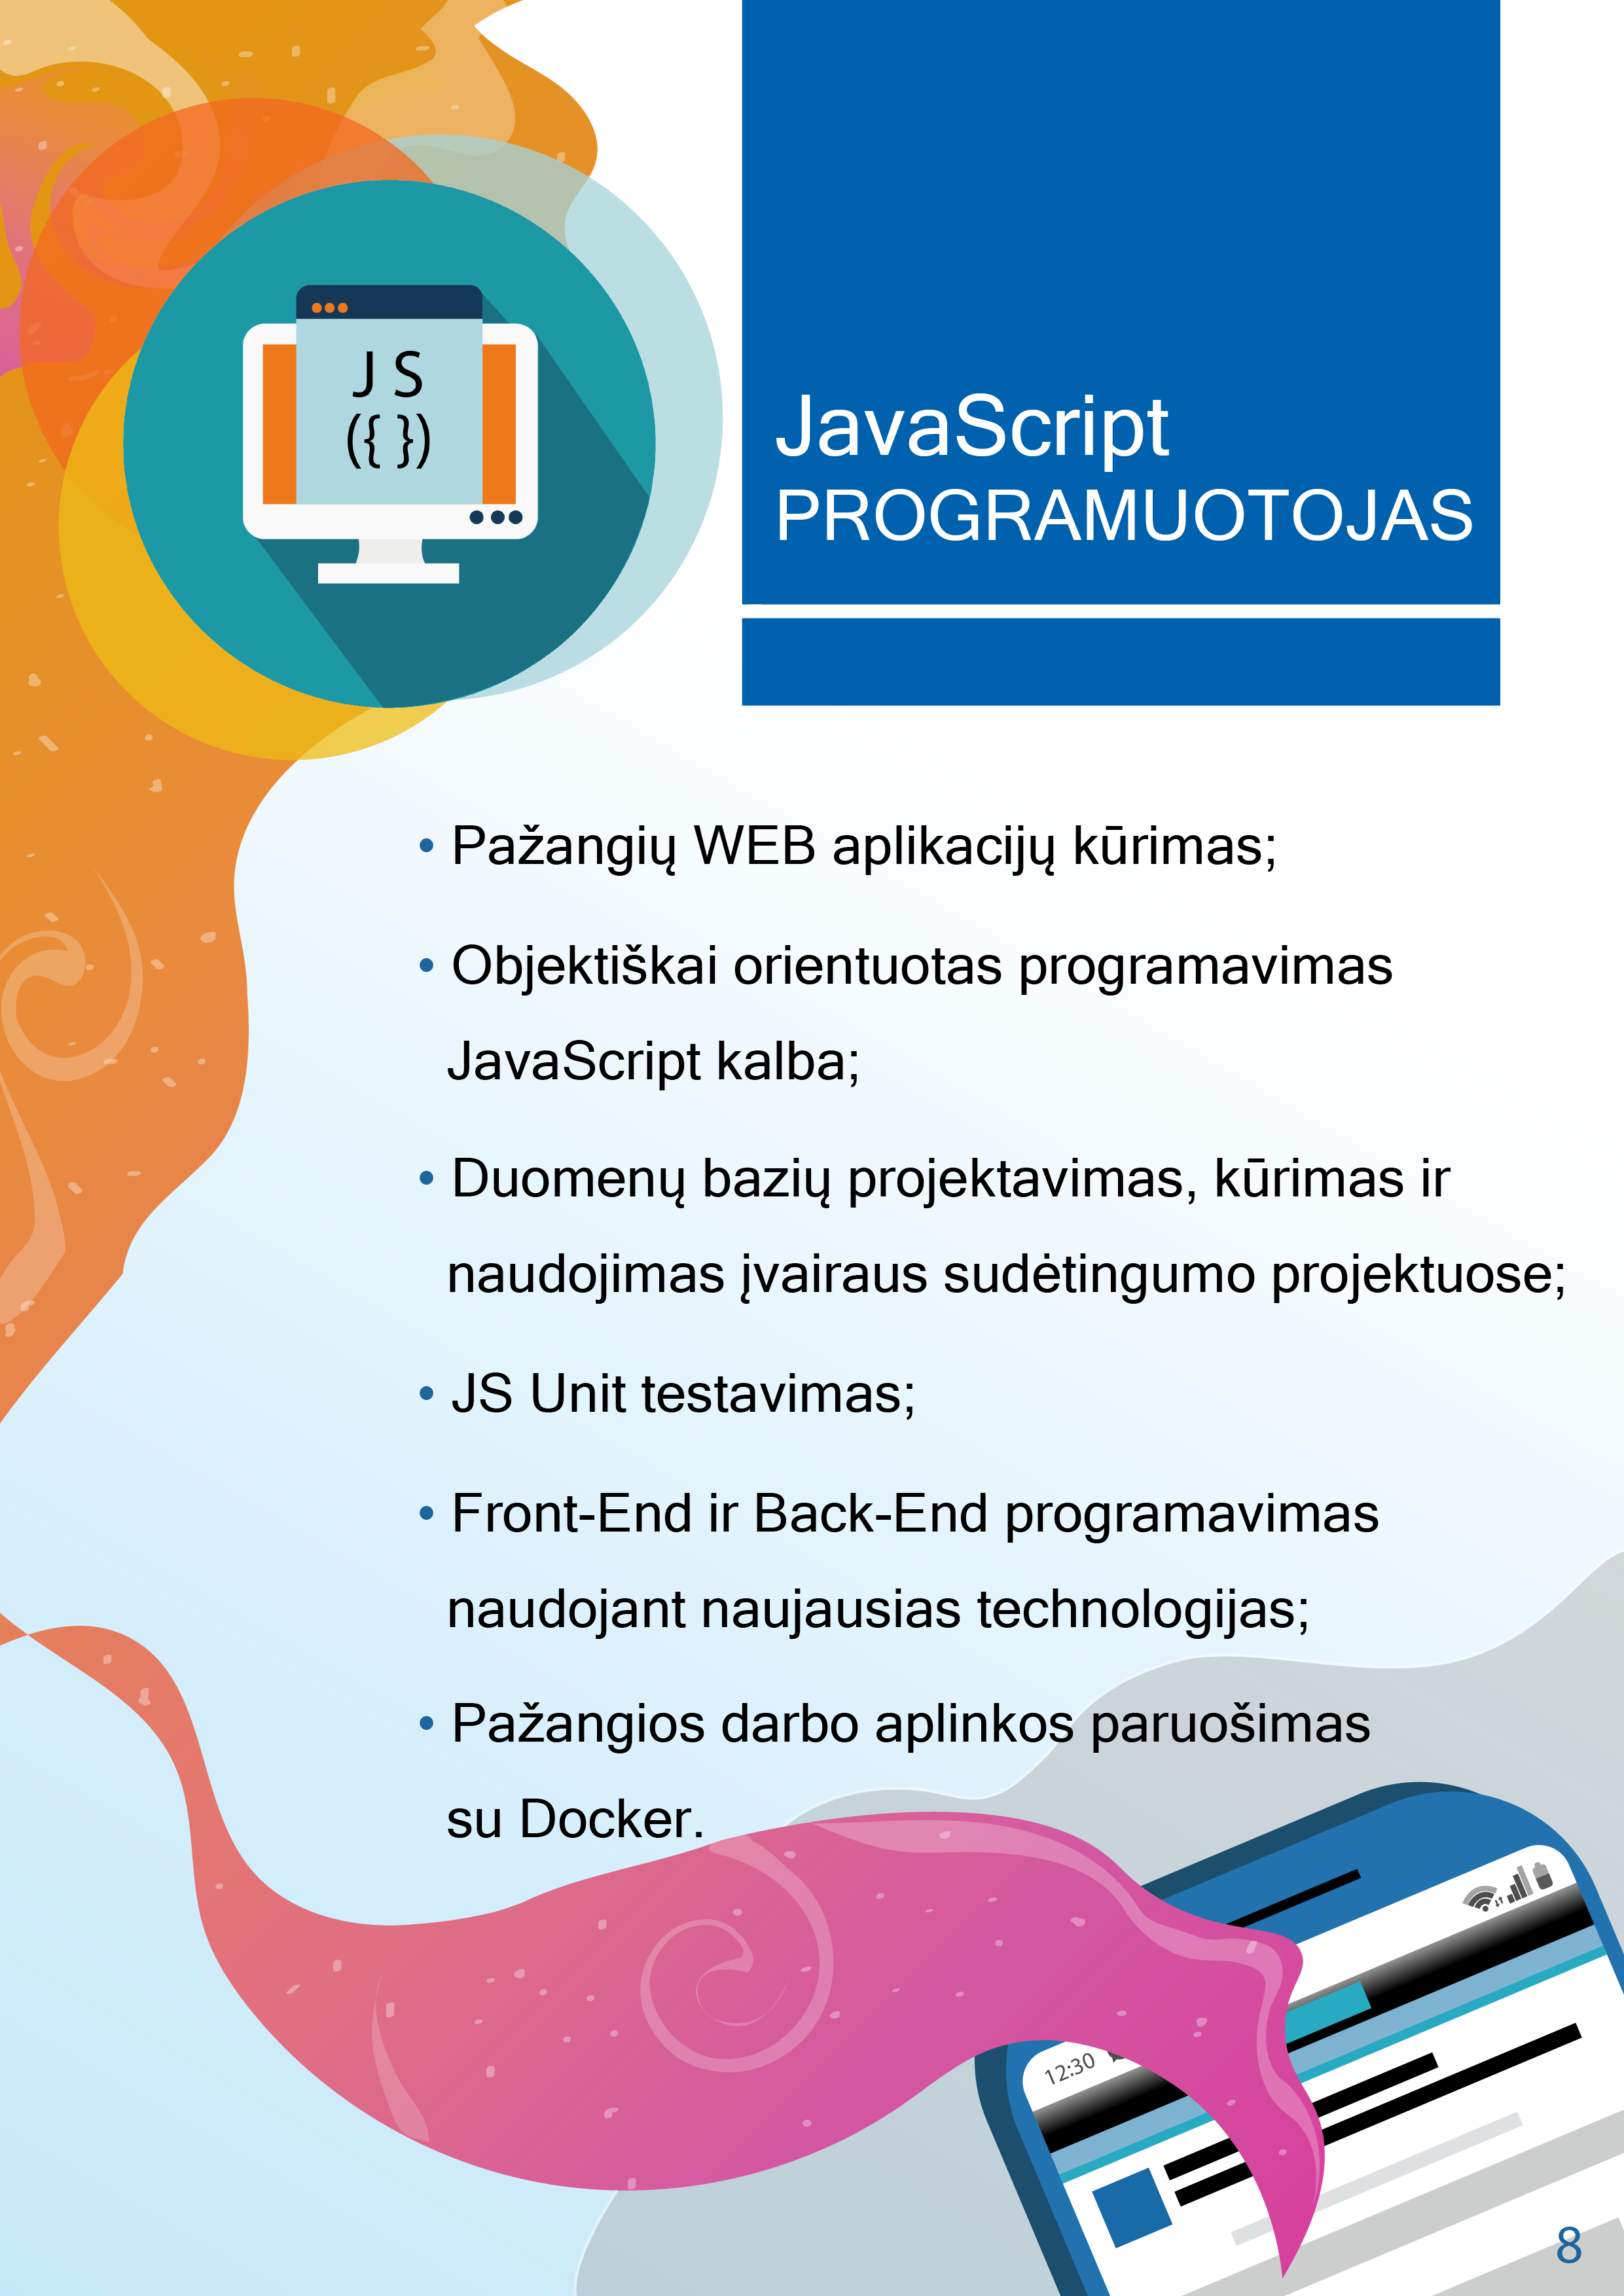 J S
({ })
JavaScript
PROGRAMUOTOJAS
• Pažangių WEB aplikacijų kūrimas;
• Objektiškai orientuotas programavimas
JavaScript kalba;
• Duomenų bazių projektavimas, kūrimas ir
naudojimas įvairaus sudėtingumo projektuose;
• JS Unit testavimas;
• Front-End ir Back-End programavimas
naudojant naujausias technologijas;
• Pažangios darbo aplinkos paruošimas
su Docker.
12:30
8